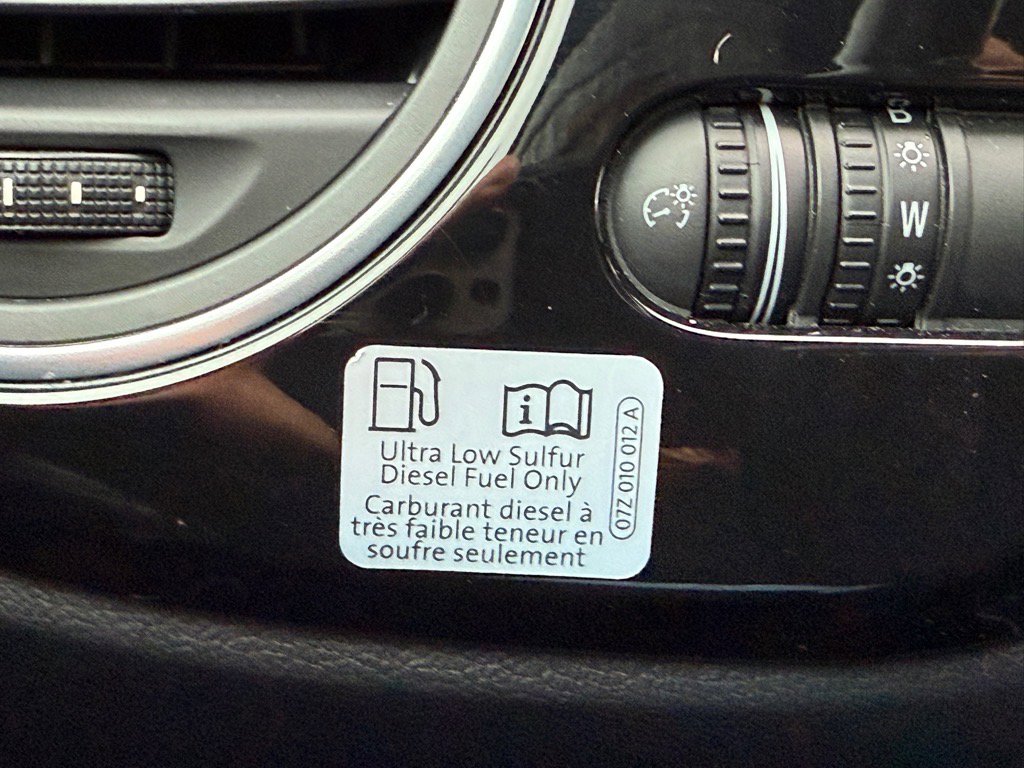 B
W
i
Ultra Low Sulfur
Diesel Fuel Only
Carburant diesel à
très faible teneur en
soufre seulement
07Z 010 012 A